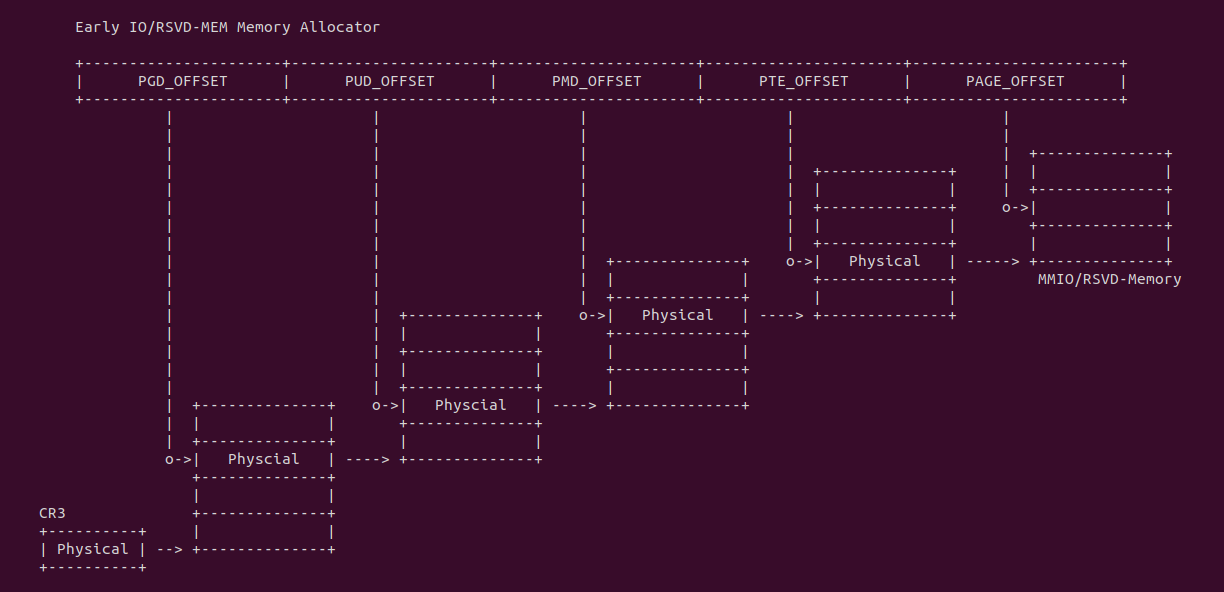 Early IO/RSVD-MEM Memory Allocator
PGD_OFFSET PUD_OFFSET PMD_OFFSET PTE_OFFSET PAGE_OFFSET
Physical
MMIO/RSVD-Memory
Physical
Physcial
Physcial
CR3
Physical